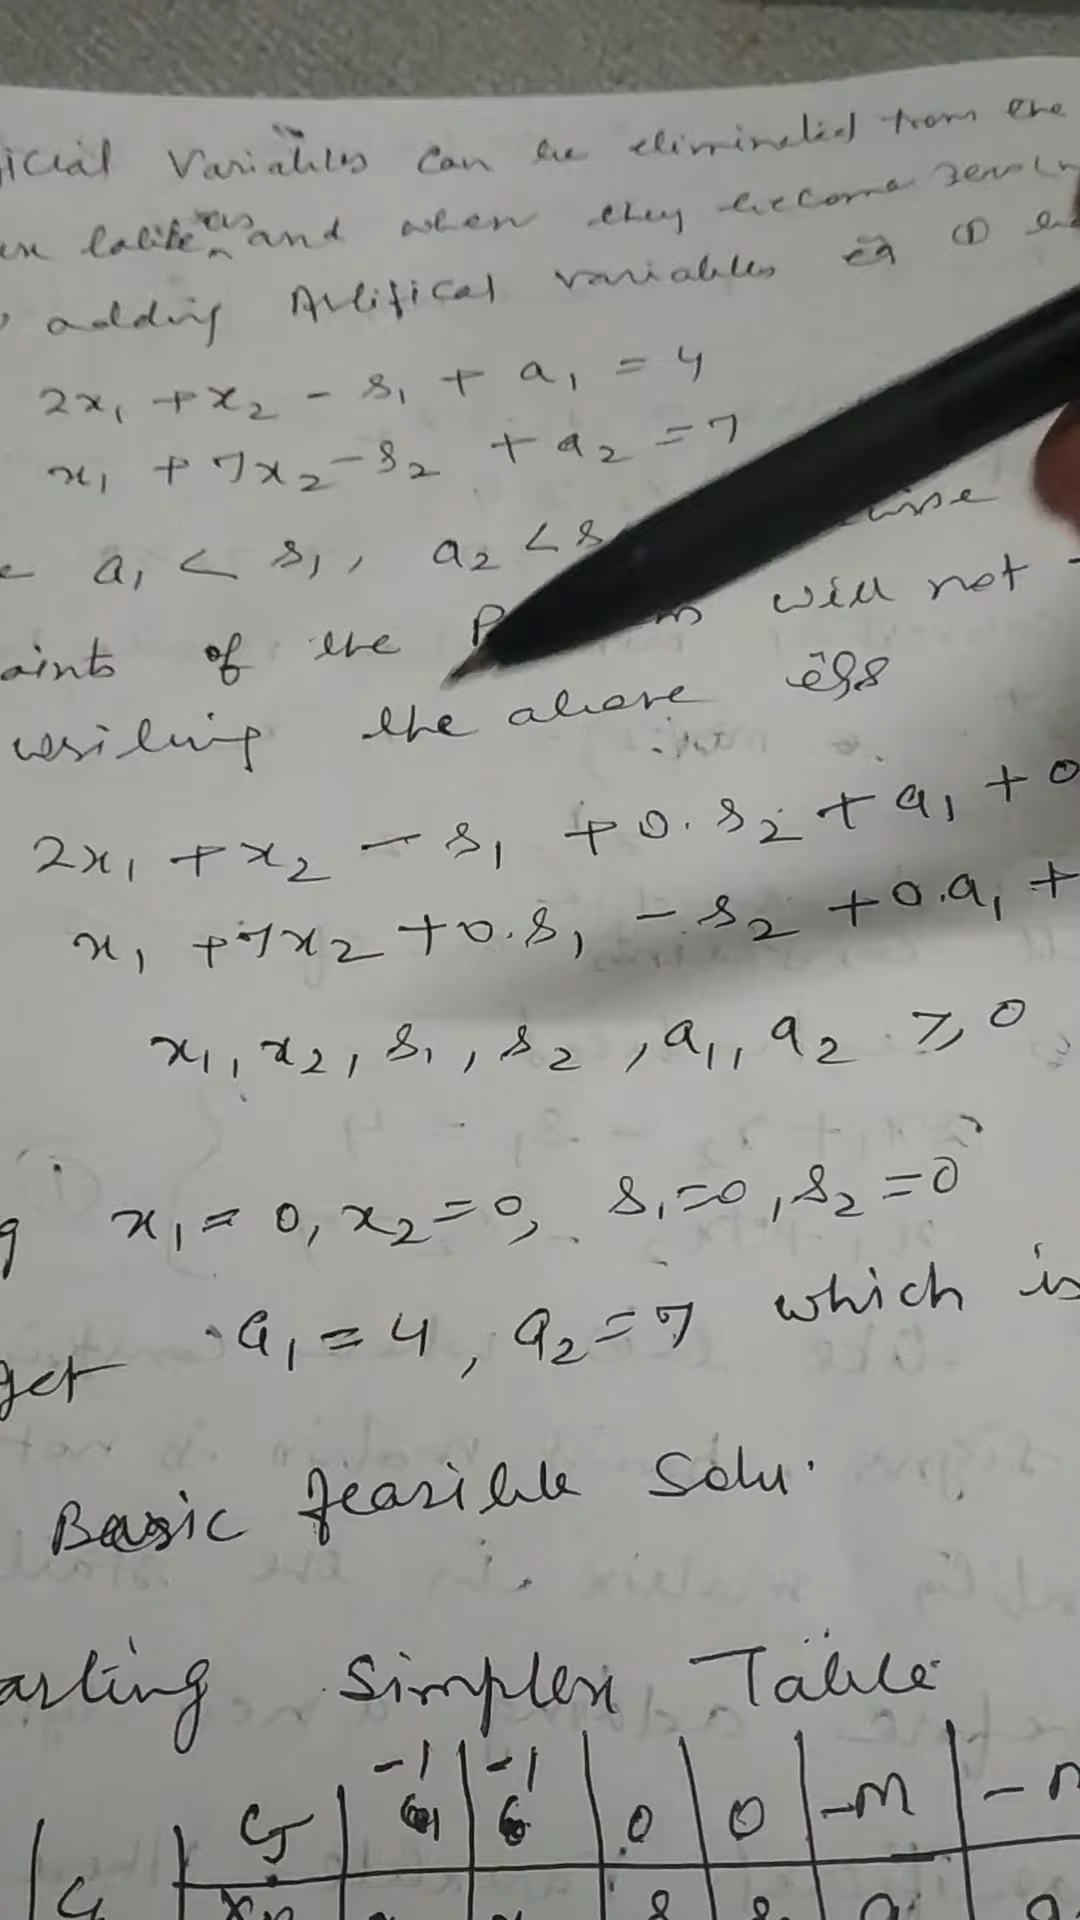 Variables can be eliminated from the
and when they become zero
adding Artifical variables eq ①
2x₁ + x₂ - s₁ + a₁ = 4
x₁ + 7x₂ - s₂ + a₂ = 7
a₁ < s₁, a₂ < s
of the will not
the above
2x₁ + x₂ - s₁ + 0.s₂ + a₁ + 0
x₁ + 7x₂ + 0.s₁ - s₂ + 0.a₁ +
x₁, x₂, s₁, s₂, a₁, a₂ ≥ 0
x₁ = 0, x₂ = 0, s₁ = 0, s₂ = 0
get a₁ = 4, a₂ = 7 which is
Basic feasible Solu.
arting Simplex Table
-1 -1
Cj 0 0 -M